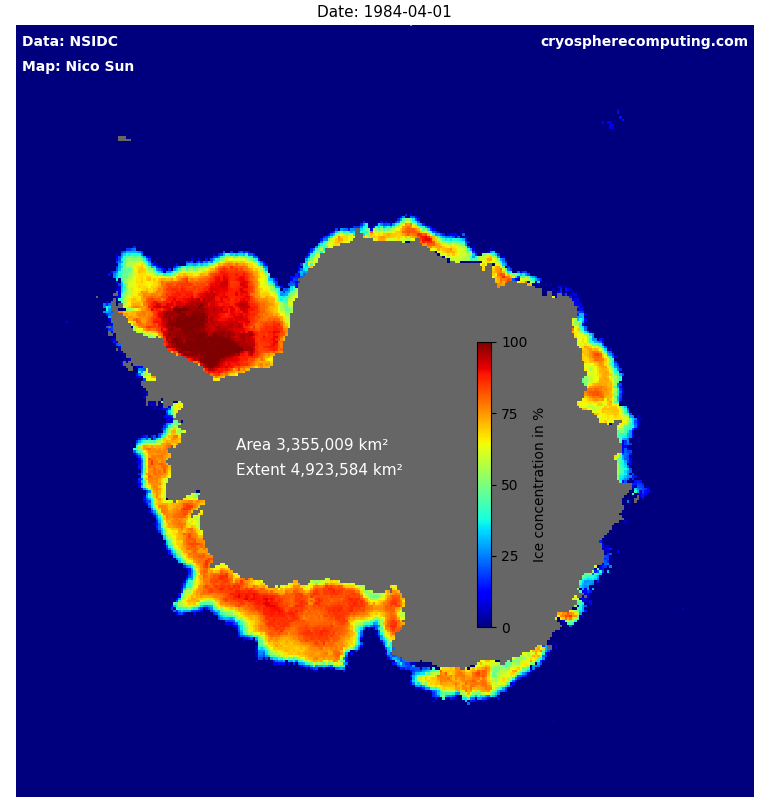 Date: 1984-04-01
Data: NSIDC
cryospherecomputing.com
Map: Nico Sun
100
75
50
25
0
Ice concentration in %
Area 3,355,009 km²
Extent 4,923,584 km²